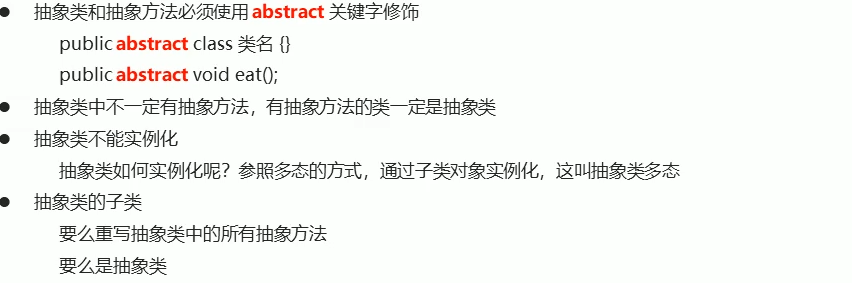 ● 抽象类和抽象方法必须使用 abstract 关键字修饰
public abstract class 类名 {}
public abstract void eat();
● 抽象类中不一定有抽象方法，有抽象方法的类一定是抽象类
● 抽象类不能实例化
抽象类如何实例化呢？参照多态的方式，通过子类对象实例化，这叫抽象类多态
● 抽象类的子类
要么重写抽象类中的所有抽象方法
要么是抽象类